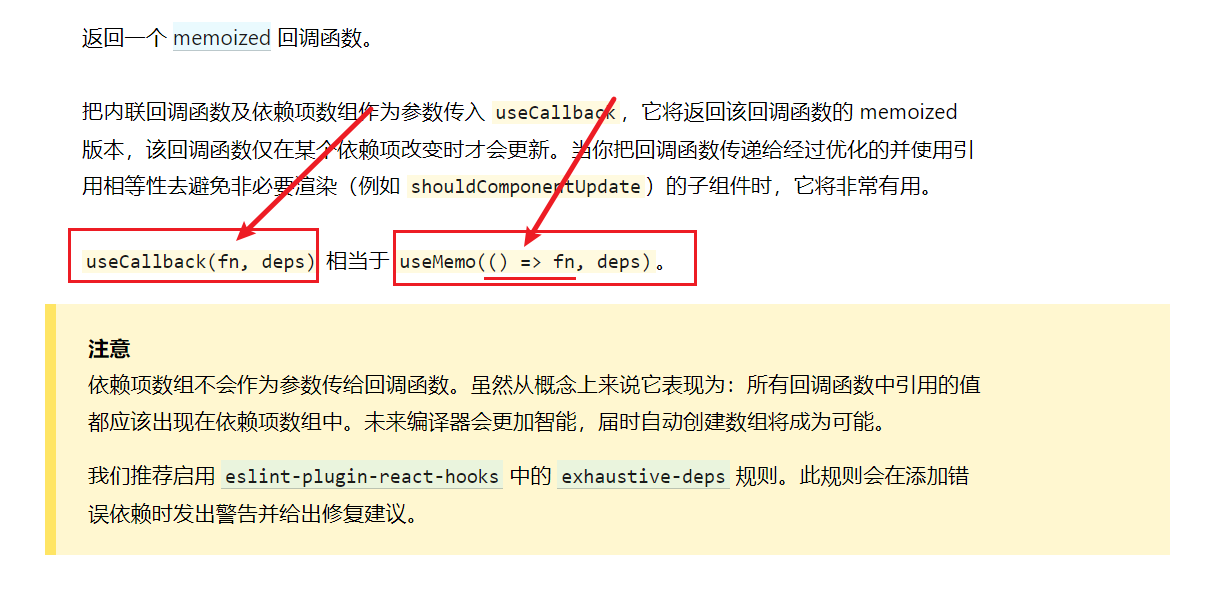 返回一个 memoized 回调函数。
把内联回调函数及依赖项数组作为参数传入 useCallback，它将返回该回调函数的 memoized
版本，该回调函数仅在某个依赖项改变时才会更新。当你把回调函数传递给经过优化的并使用引
用相等性去避免非必要渲染（例如 shouldComponentUpdate）的子组件时，它将非常有用。
useCallback(fn, deps) 相当于 useMemo(() => fn, deps)。
注意
依赖项数组不会作为参数传给回调函数。虽然从概念上来说它表现为：所有回调函数中引用的值
都应该出现在依赖项数组中。未来编译器会更加智能，届时自动创建数组将成为可能。
我们推荐启用 eslint-plugin-react-hooks 中的 exhaustive-deps 规则。此规则会在添加错
误依赖时发出警告并给出修复建议。